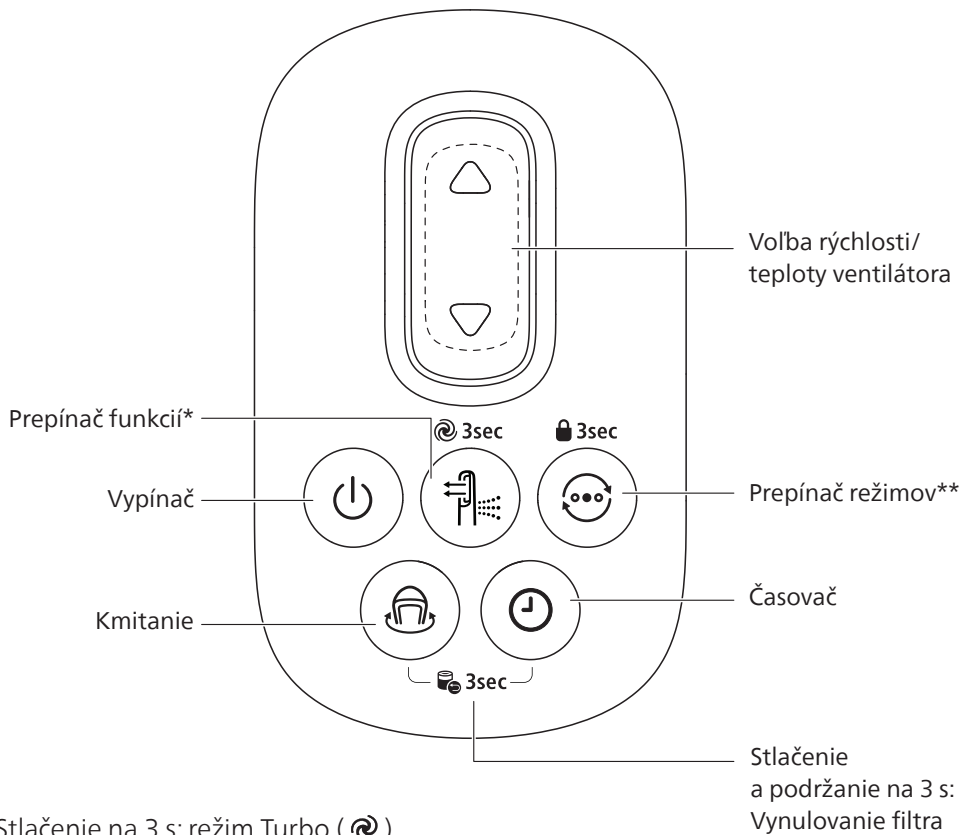 Voľba rýchlosti/
teploty ventilátora
Prepínač funkcií*
3sec
3sec
Vypínač
Prepínač režimov**
Kmitanie
Časovač
3sec
Stlačenie
a podržanie na 3 s:
Vynulovanie filtra
Stlačenie na 3 s: režim Turbo ( )